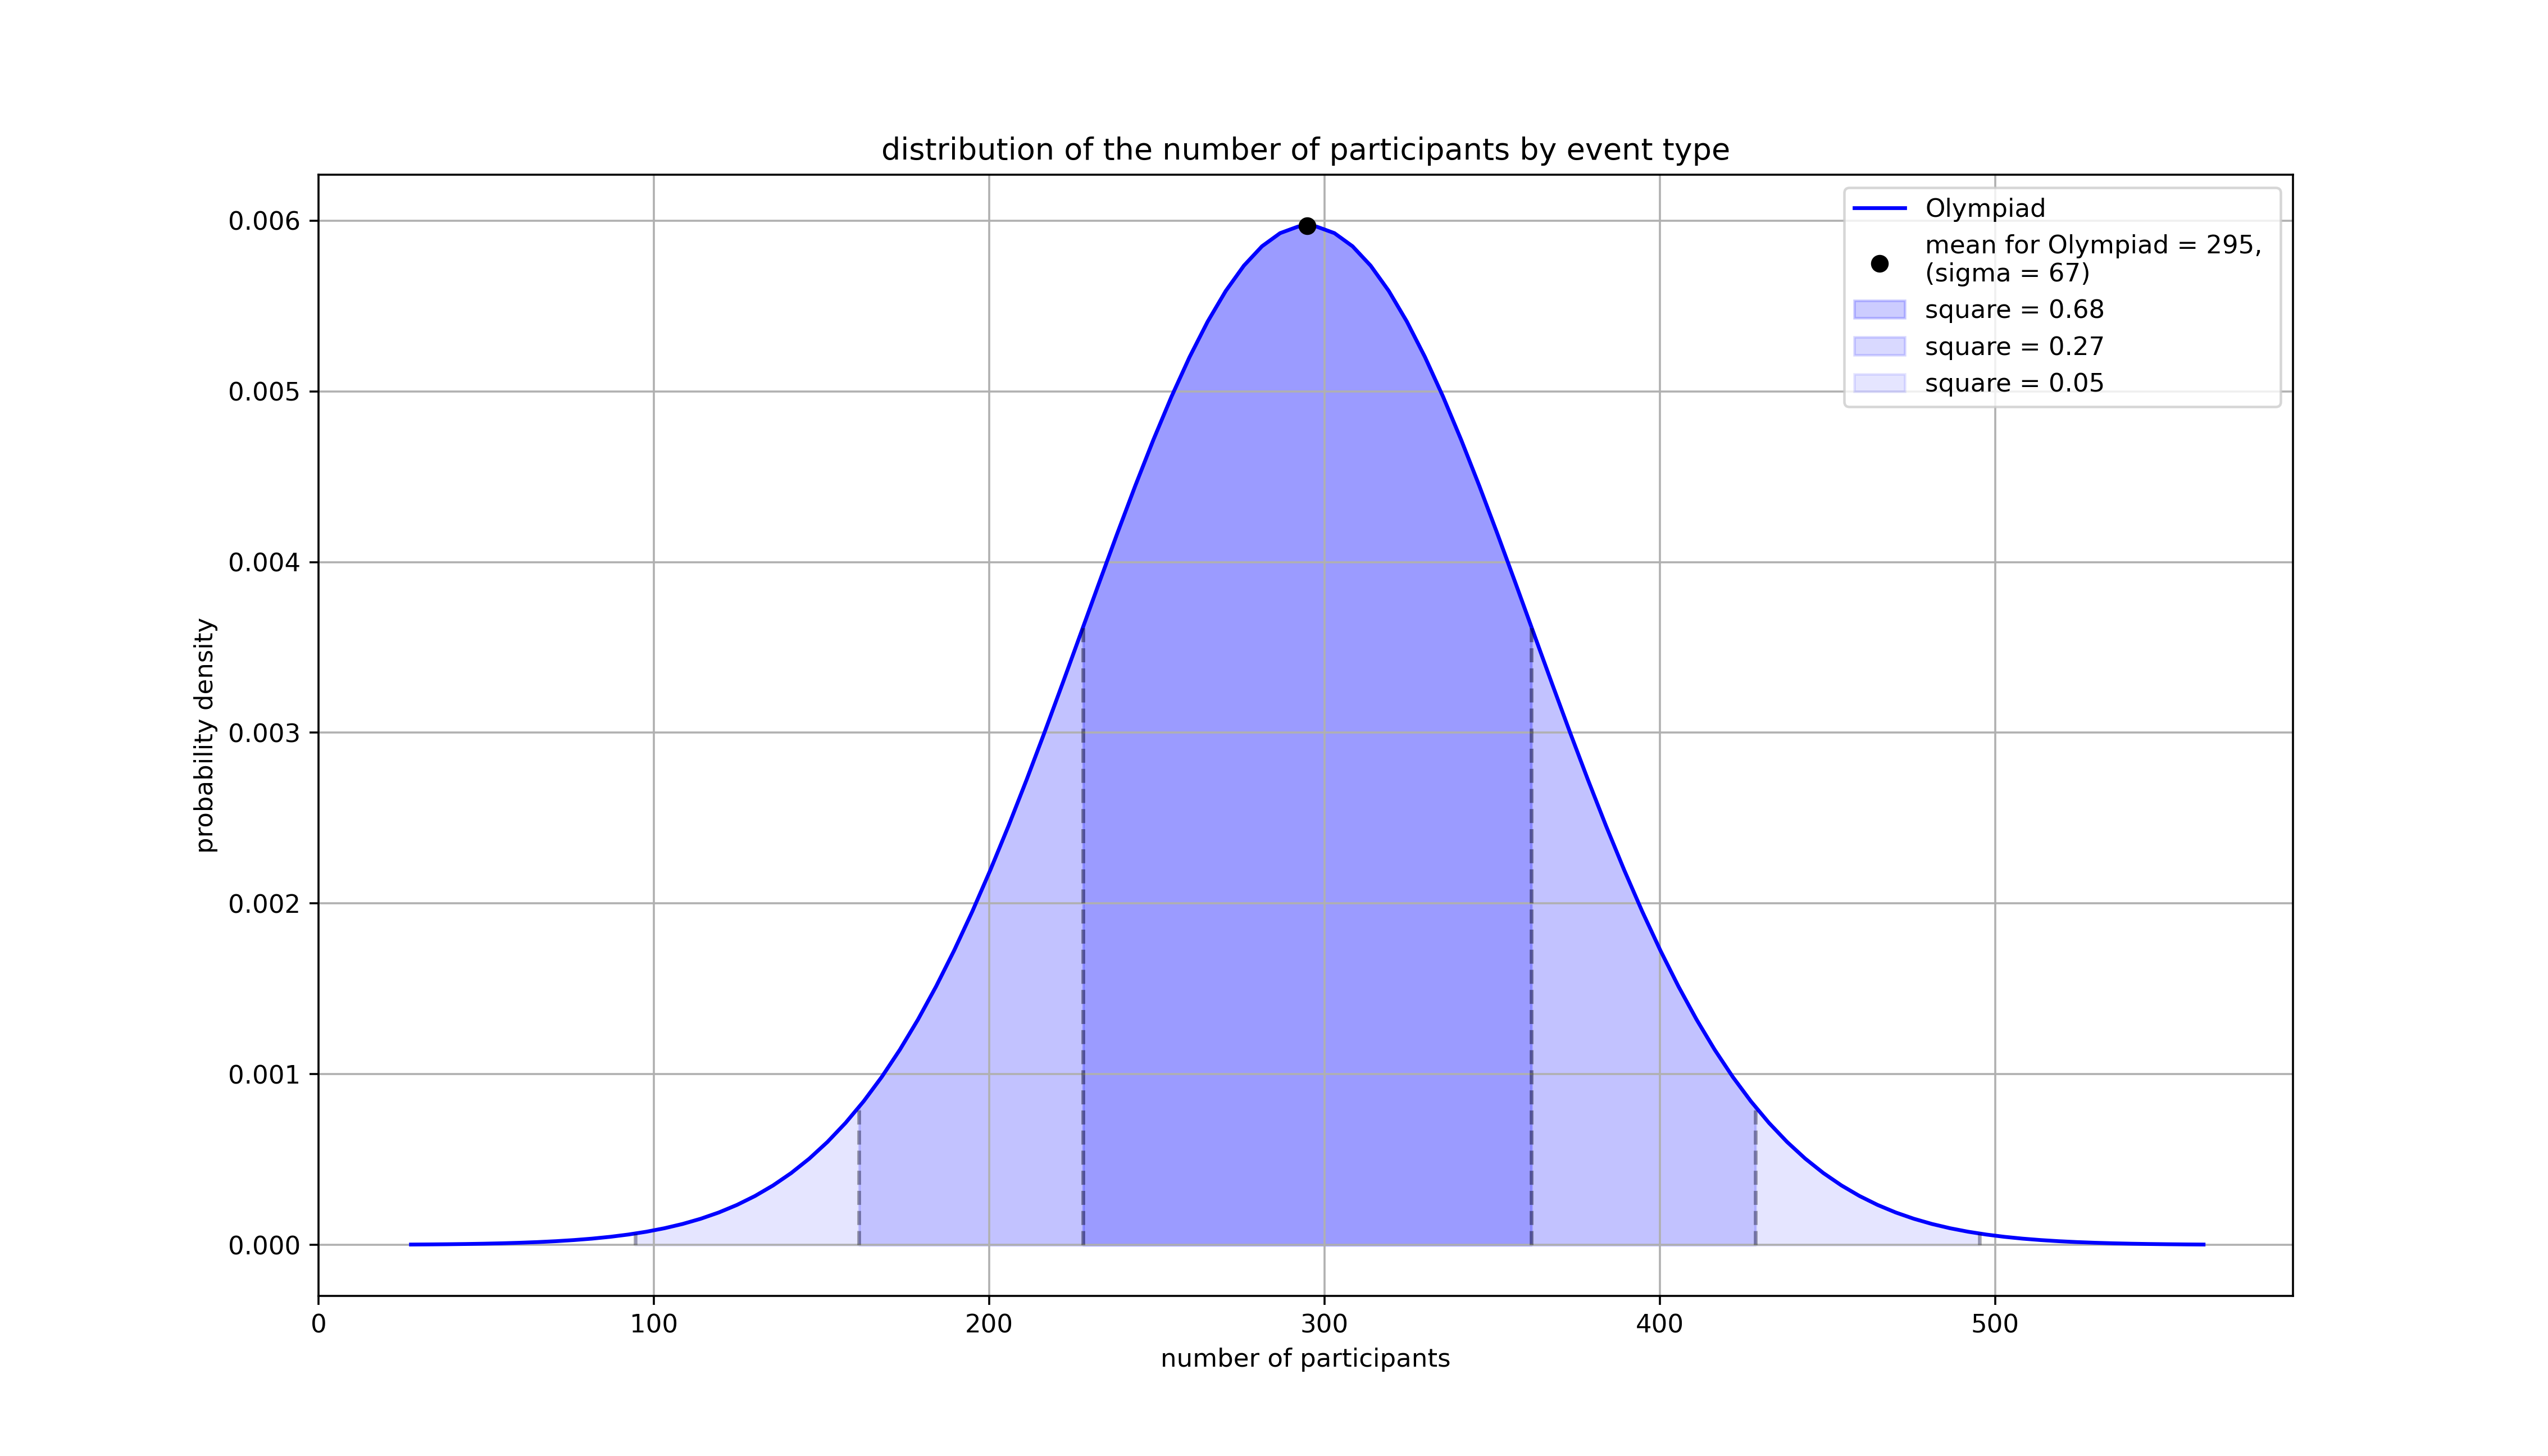 distribution of the number of participants by event type
Olympiad
mean for Olympiad = 295,
(sigma = 67)
square = 0.68
square = 0.27
square = 0.05
probability density
0.006
0.005
0.004
0.003
0.002
0.001
0.000
0
100
200
300
400
500
number of participants